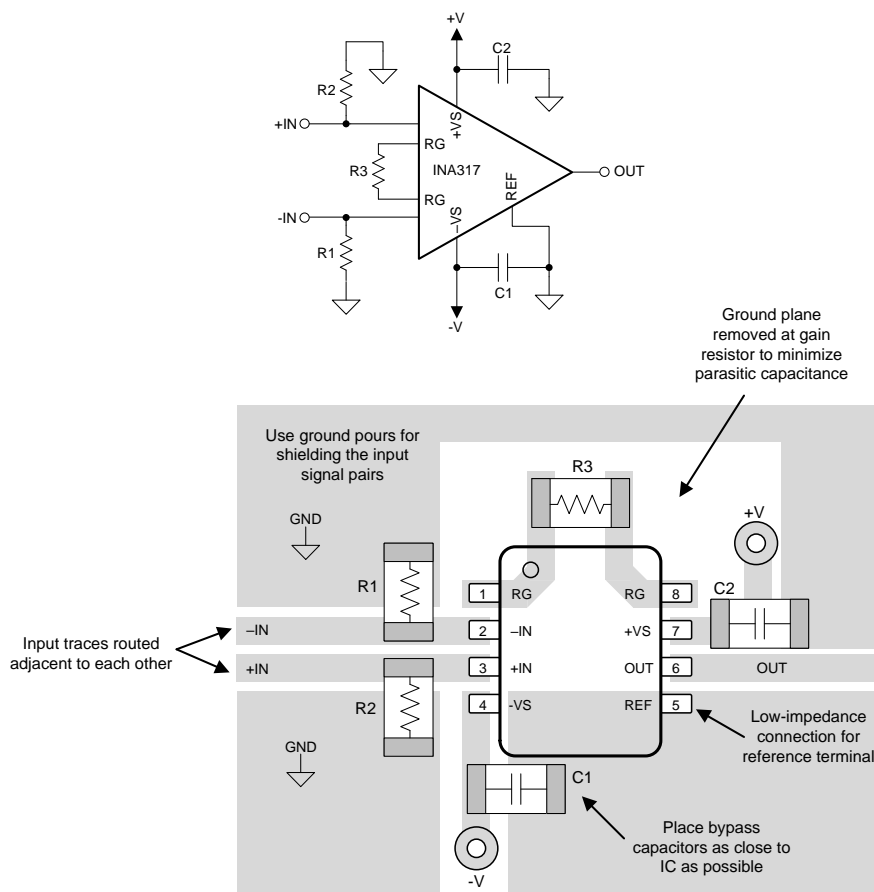 +V
C2
R2
+IN
+VS
RG
R3
INA317
REF
OUT
RG
-IN
–VS
R1
C1
-V
Ground plane
removed at gain
resistor to minimize
parasitic capacitance
Use ground pours for
shielding the input
signal pairs
R3
GND
+V
R1
C2
1
RG
RG
8
Input traces routed
adjacent to each other
–IN
2
–IN
+VS
7
+IN
3
+IN
OUT
6
OUT
R2
4
-VS
REF
5
Low-impedance
connection for
reference terminal
GND
C1
Place bypass
capacitors as close to
IC as possible
-V